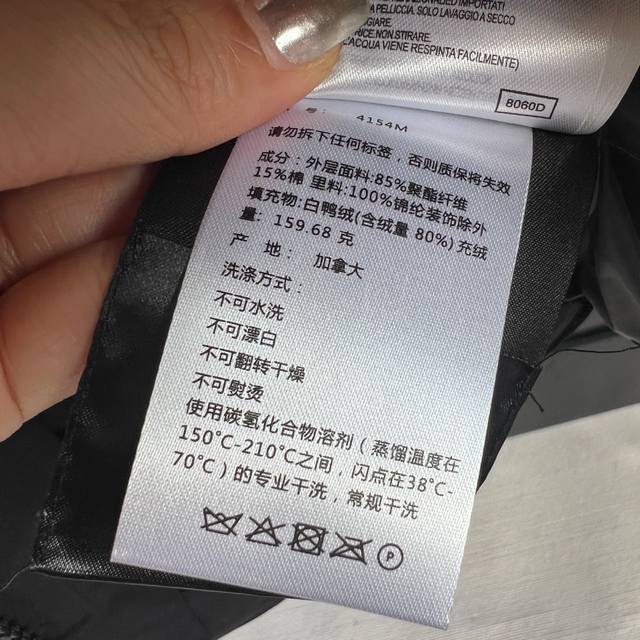 A PELLICCIA. SOLO LAVAGGIO A SECCO
NON STIRARE.
L'ACQUA VIENE RESPINTA FACILMENTE)
8060D
号: 4154M
请勿拆下任何标签，否则质保将失效
成分: 外层面料:85%聚酯纤维
15%棉 里料:100%锦纶装饰除外
填充物:白鸭绒(含绒量 80%)充绒
量: 159.68 克
产 地: 加拿大
洗涤方式:
不可水洗
不可漂白
不可翻转干燥
不可熨烫
使用碳氢化合物溶剂（蒸馏温度在
150°C-210°C之间，闪点在38°C-
70°C）的专业干洗，常规干洗
P